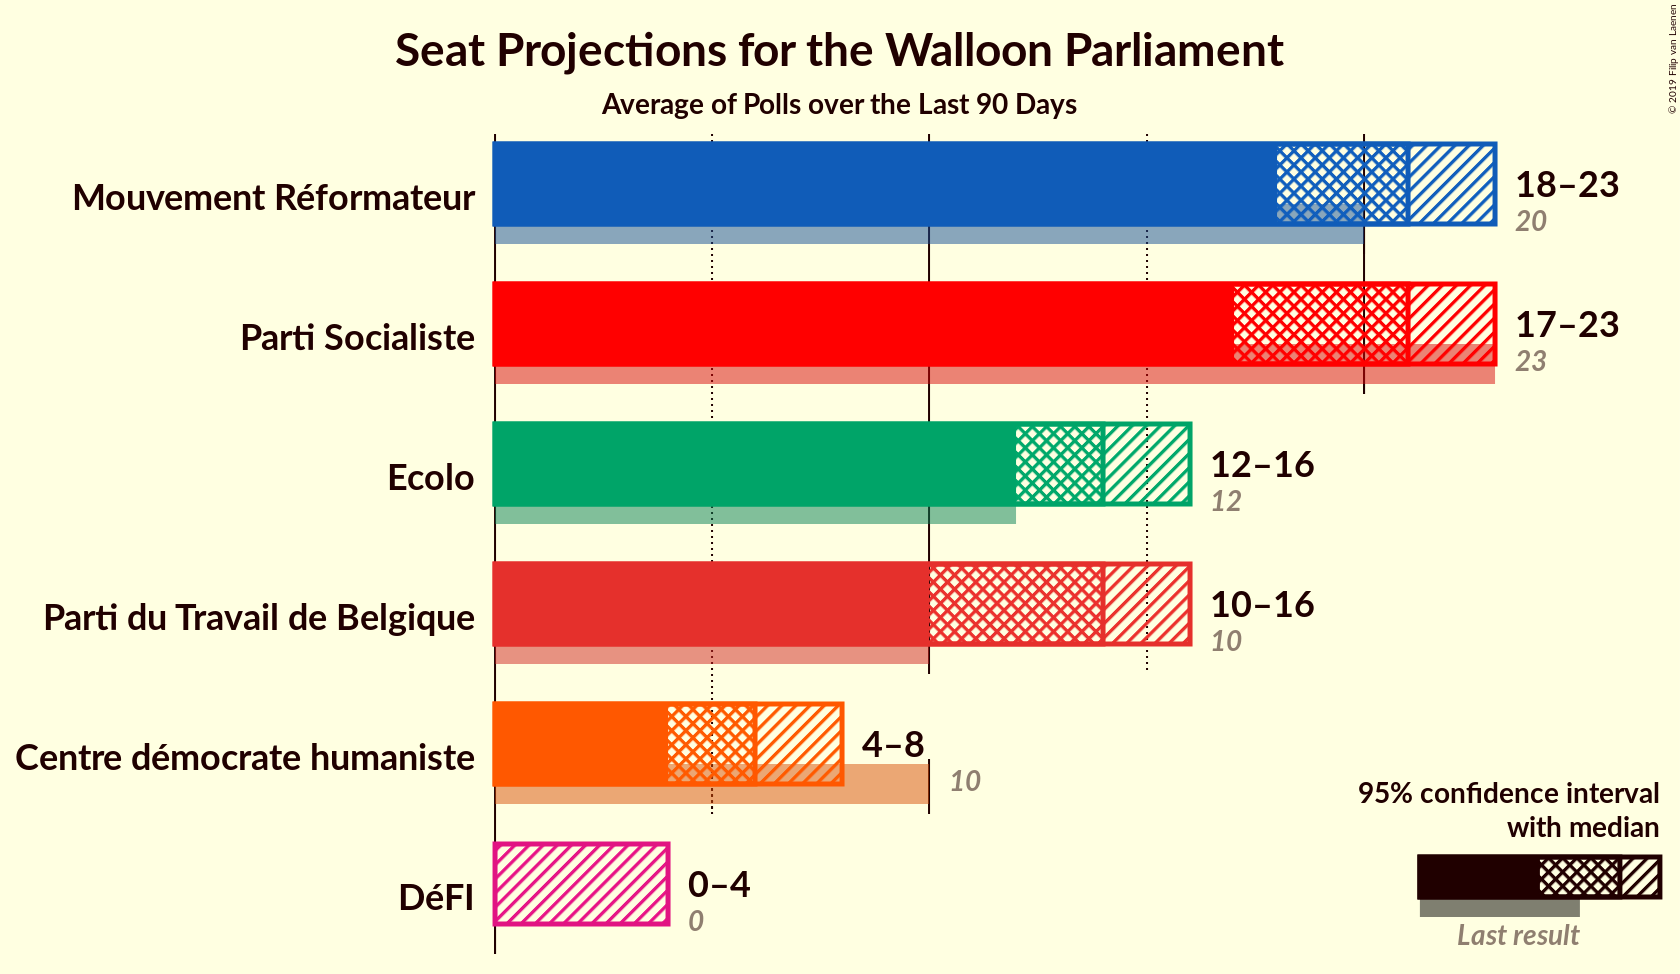 Seat Projections for the Walloon Parliament
Average of Polls over the Last 90 Days
© 2019 Filip van Laenen
Mouvement Réformateur
18–23
20
Parti Socialiste
17–23
23
Ecolo
12–16
12
Parti du Travail de Belgique
10–16
10
Centre démocrate humaniste
4–8
10
DéFI
0–4
0
95% confidence interval
with median
Last result